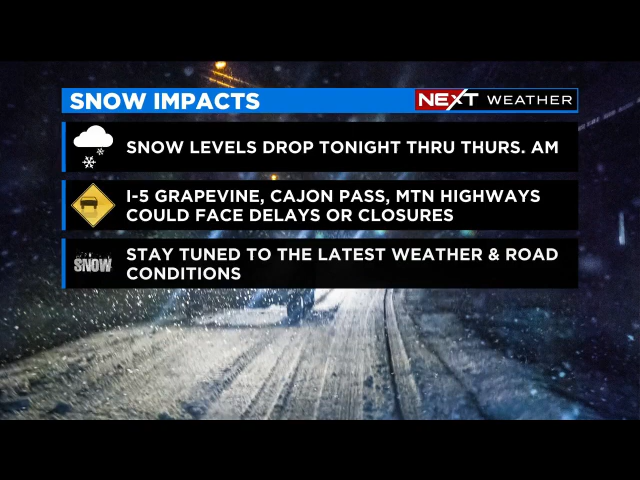 SNOW IMPACTS
NEXT WEATHER
SNOW LEVELS DROP TONIGHT THRU THURS. AM
I-5 GRAPEVINE, CAJON PASS, MTN HIGHWAYS
COULD FACE DELAYS OR CLOSURES
SNOW
STAY TUNED TO THE LATEST WEATHER & ROAD
CONDITIONS